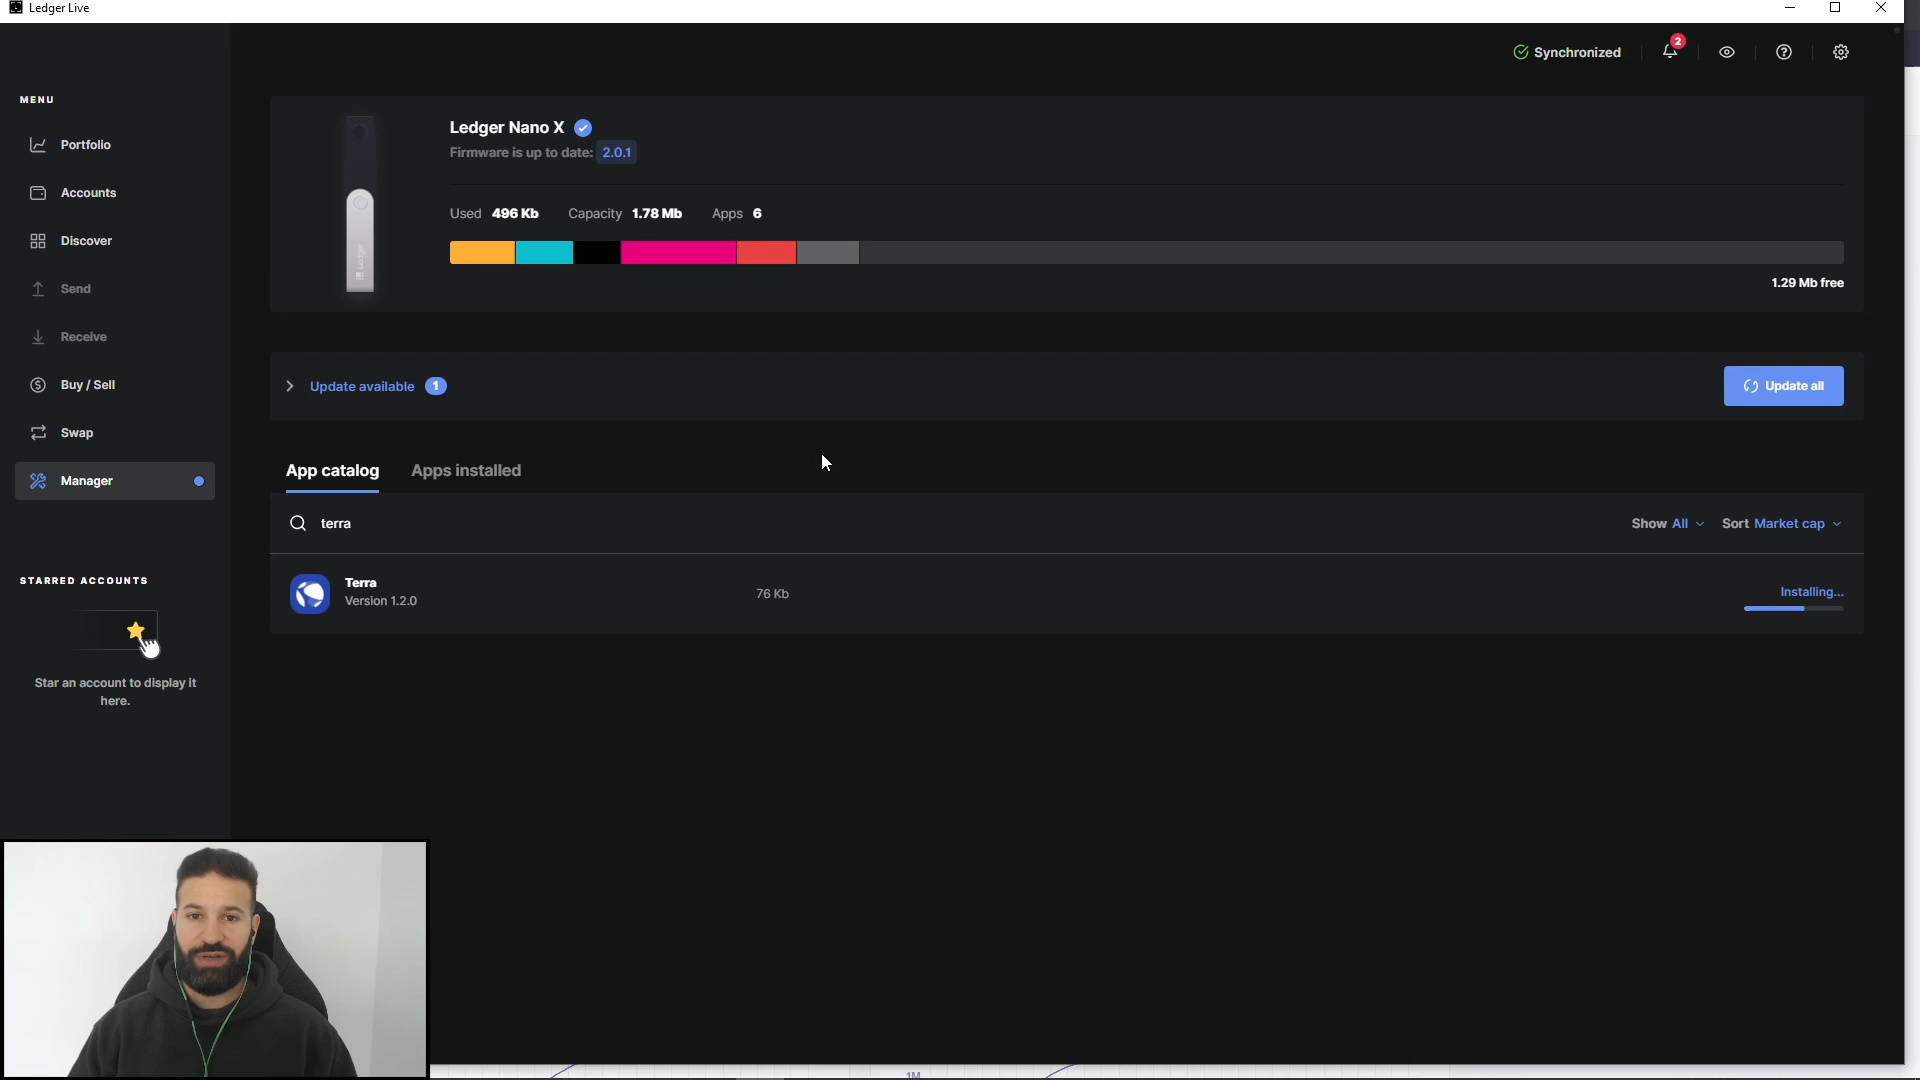 Ledger Live
Synchronized
2
MENU
Portfolio
Accounts
Discover
Send
Receive
Buy / Sell
Swap
Manager
STARRED ACCOUNTS
Star an account to display it
here.
Ledger Nano X
Firmware is up to date: 2.0.1
Used 496 Kb Capacity 1.78 Mb Apps 6
1.29 Mb free
Ledger
Update available 1
Update all
App catalog Apps installed
terra
Show All Sort Market cap
Terra
Version 1.2.0
76 Kb
Installing...
1M